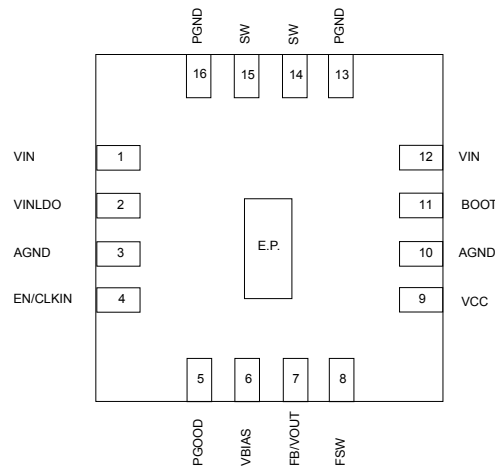 PGND SW SW PGND
16 15 14 13
VIN 1 12 VIN
VINLDO 2 11 BOOT
AGND 3 E.P. 10 AGND
EN/CLKIN 4 9 VCC
5 6 7 8
PGOOD VBIAS FB/VOUT FSW